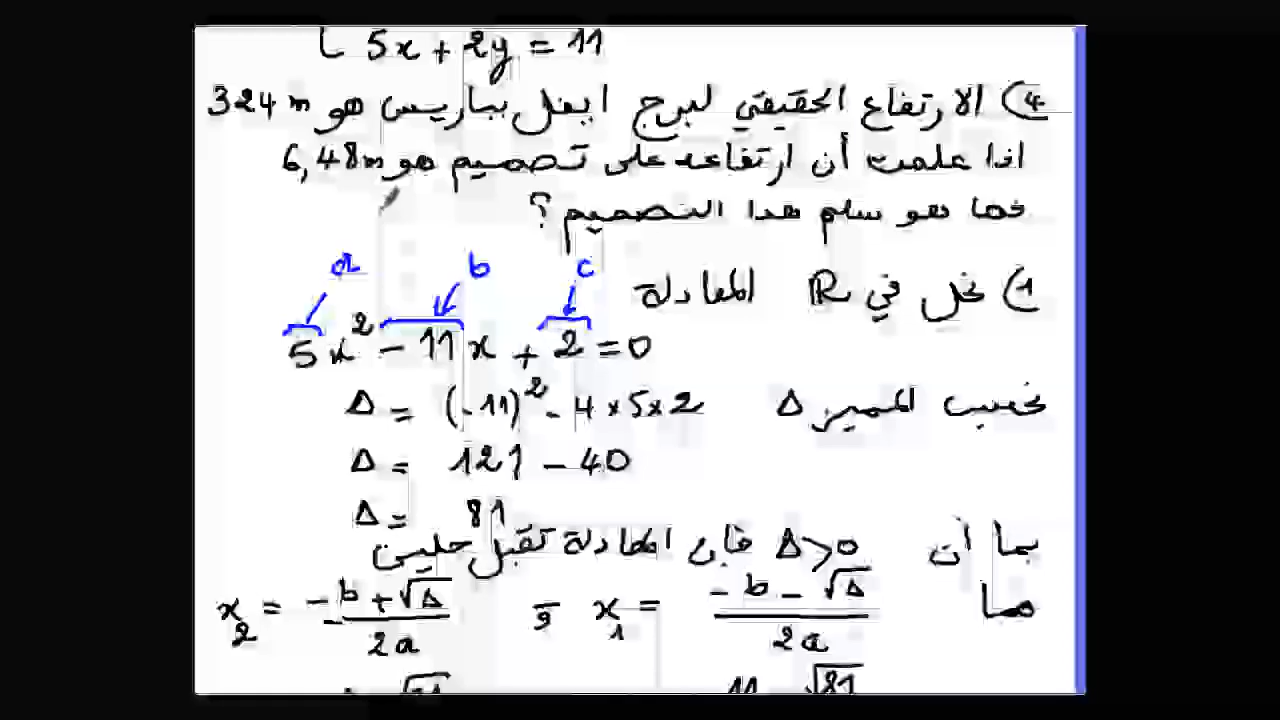 5x + 2y = 11
4) الارتفاع الحقيقي لبرج ايفل بباريس هو 324 m
اذا علمت أن ارتفاعه على تصميم هو 6,48m
فما هو سلم هذا التصميم؟
1) نحل في R المعادلة
a b c
5x² - 11x + 2 = 0
نحسب المميز Δ Δ = (-11)² - 4×5×2
Δ = 121 - 40
Δ = 81
بما أن Δ>0 فإن المعادلة تقبل حلين
هما x₁ = (-b - √Δ)/2a و x₂ = (-b + √Δ)/2a